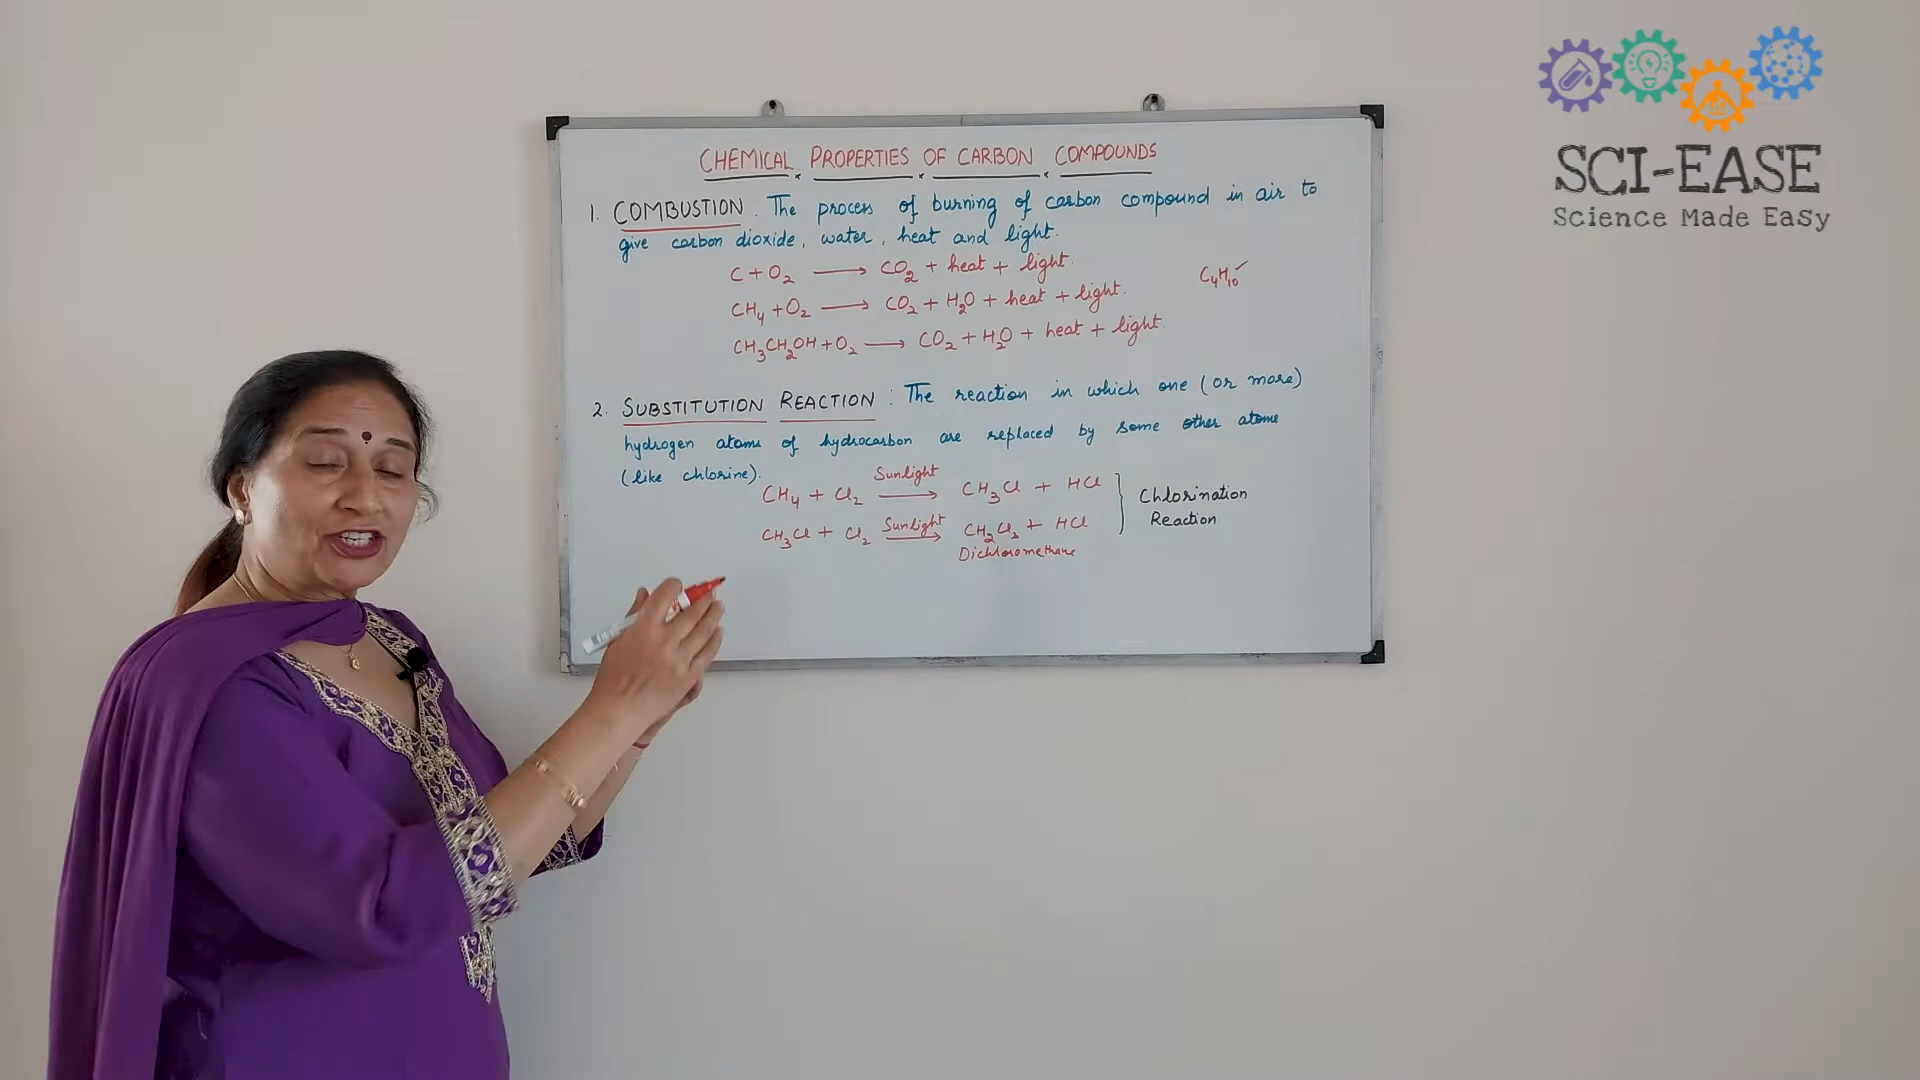 SCI-EASE
Science Made Easy
CHEMICAL PROPERTIES OF CARBON COMPOUNDS
1. COMBUSTION : The process of burning of carbon compound in air to
give carbon dioxide, water, heat and light.
C + O₂ → CO₂ + heat + light.
CH₄ + O₂ → CO₂ + H₂O + heat + light.
C₄H₁₀ ✓
CH₃CH₂OH + O₂ → CO₂ + H₂O + heat + light.
2. SUBSTITUTION REACTION : The reaction in which one (or more)
hydrogen atoms of hydrocarbon are replaced by some other atoms
(like chlorine).
Sunlight
CH₄ + Cl₂ → CH₃Cl + HCl
Chlorination
Reaction
Sunlight
CH₃Cl + Cl₂ → CH₂Cl₂ + HCl
Dichloromethane